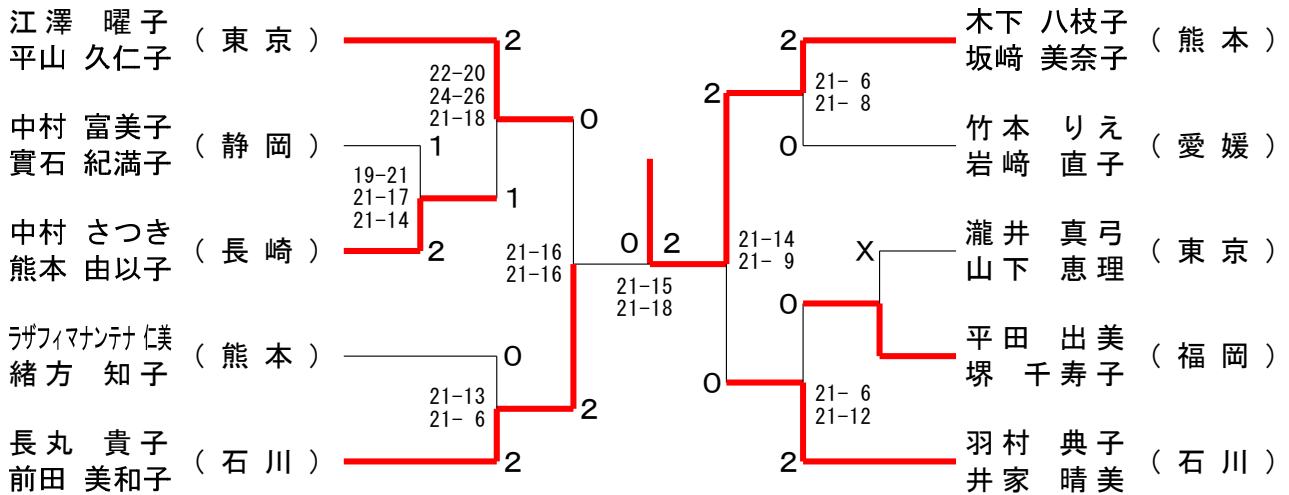 江澤 曜子
平山 久仁子
(東京)
2
22-20
24-26
21-18
0
中村 富美子
實石 紀満子
(静岡)
1
19-21
21-17
21-14
1
中村 さつき
熊本 由以子
(長崎)
2
21-16
21-16
ラザフィマナンテナ 仁美
緒方 知子
(熊本)
0
21-13
21- 6
2
長丸 貴子
前田 美和子
(石川)
2
0 2
21-15
21-18
木下 八枝子
坂﨑 美奈子
(熊本)
2
21- 6
21- 8
2
竹本 りえ
岩﨑 直子
(愛媛)
0
21-14
21- 9
瀧井 真弓
山下 恵理
(東京)
X
0
平田 出美
堺 千寿子
(福岡)
0
21- 6
21-12
羽村 典子
井家 晴美
(石川)
2